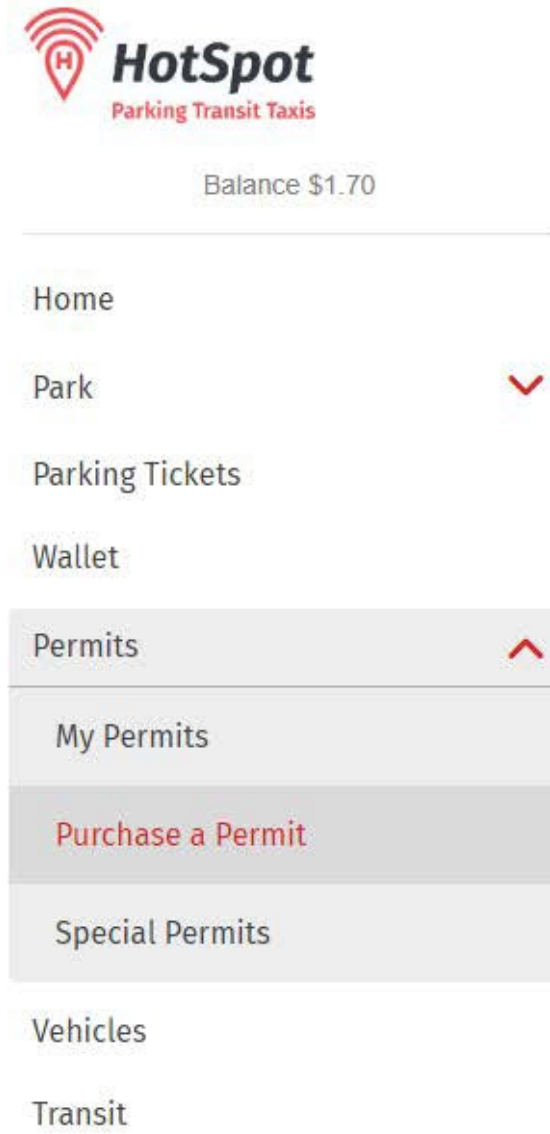 H
HotSpot
Parking Transit Taxis
Balance $1.70
Home
Park
Parking Tickets
Wallet
Permits
My Permits
Purchase a Permit
Special Permits
Vehicles
Transit